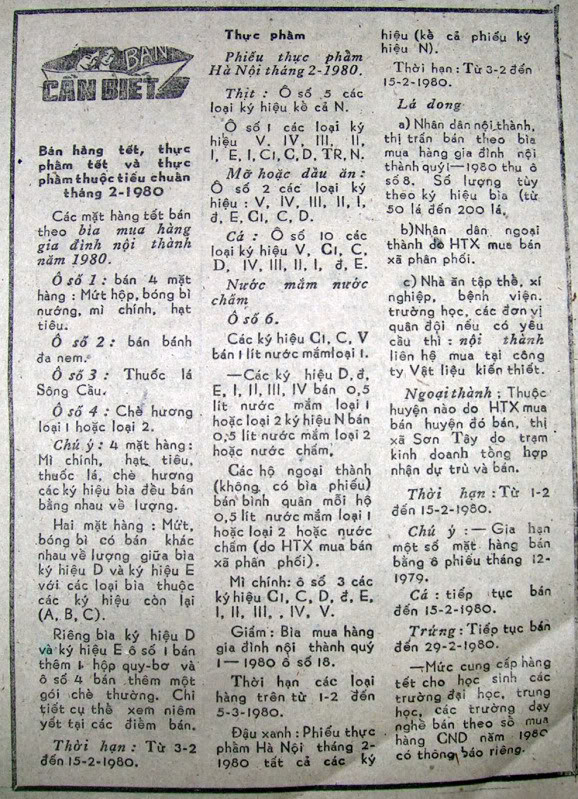 BẠN
CẦN BIẾT
Bán hàng tết, thực
phẩm tết và thực
phẩm thuộc tiêu chuẩn
tháng 2-1980
Các mặt hàng tết bán
theo bìa mua hàng
gia đình nội thành
năm 1980.
Ô số 1 : bán 4 mặt
hàng : Mứt hộp, bóng bì
nướng, mì chính, hạt
tiêu.
Ô số 2 : bán bánh
đa nem.
Ô số 3 : Thuốc lá
Sông Cầu.
Ô số 4 : Chè hương
loại 1 hoặc loại 2.
Chú ý : 4 mặt hàng :
Mì chính, hạt tiêu,
thuốc lá, chè hương
các ký hiệu bìa đều bán
bằng nhau về lượng.
Hai mặt hàng : Mứt,
bóng bì có bán khác
nhau về lượng giữa bìa
ký hiệu D và ký hiệu E
với các loại bìa thuộc
các ký hiệu còn lại
(A, B, C).
Riêng bìa ký hiệu D
và ký hiệu E ô số 1 bán
thêm 1 hộp quy-bơ và
ô số 4 bán thêm một
gói chè thường. Chi
tiết cụ thể xem niêm
yết tại các điểm bán.
Thời hạn : Từ 3-2
đến 15-2-1980.
Thực phẩm
Phiếu thực phẩm
Hà Nội tháng 2-1980.
Thịt : Ô số 5 các
loại ký hiệu kể cả N.
Ô số 1 các loại ký
hiệu V. IV, III, II,
I, E, I, C1, C, D, TR, N.
Mỡ hoặc dầu ăn :
Ô số 2 các loại ký
hiệu : V, IV, III, II, I,
đ, E, C1, C, D.
Cá : Ô số 10 các
loại ký hiệu V, C1, C,
D, IV, III, II, I, đ, E.
Nước mắm nước
chấm
Ô số 6.
Các ký hiệu C1, C, V
bán 1 lít nước mắm loại 1.
—Các ký hiệu D, đ,
E, I, II, III, IV bán 0,5
lít nước mắm loại 1
hoặc loại 2 ký hiệu N bán
0,5 lít nước mắm loại 2
hoặc nước chấm.
Các hộ ngoại thành
(không có bìa phiếu)
bán bình quân mỗi hộ
0,5 lít nước mắm loại 1
hoặc loại 2 hoặc nước
chấm (do HTX mua bán
xã phân phối).
Mì chính: ô số 3 các
ký hiệu C1, C, D, đ, E,
I, II, III, IV, V.
Giấm : Bìa mua hàng
gia đình nội thành quý
1— 1980 ô số 18.
Thời hạn các loại
hàng trên từ 1-2 đến
5-3-1980.
Đậu xanh : Phiếu thực
phẩm Hà Nội tháng 2-
1980 tất cả các ký
hiệu (kể cả phiếu ký
hiệu N).
Thời hạn : Từ 3-2 đến
15-2-1980.
Lá dong
a) Nhân dân nội thành,
thị trấn bán theo bìa
mua hàng gia đình nội
thành quý 1—1980 thu ô
số 8. Số lượng tùy
theo ký hiệu bìa (từ
50 lá đến 200 lá.
b)Nhân dân ngoại
thành do HTX mua bán
xã phân phối.
c) Nhà ăn tập thể, xí
nghiệp, bệnh viện.
trường học, các đơn vị
quân đội nếu có yêu
cầu thì : nội thành
liên hệ mua tại công
ty Vật liệu kiến thiết.
Ngoại thành : Thuộc
huyện nào do HTX mua
bán huyện đó bán, thị
xã Sơn Tây do trạm
kinh doanh tổng hợp
nhận dự trù và bán.
Thời hạn : Từ 1-2
đến 15-2-1980.
Chú ý : — Gia hạn
một số mặt hàng bán
bằng ô phiếu tháng 12-
1979.
Cá : tiếp tục bán
đến 15-2-1980.
Trứng : Tiếp tục bán
đến 29-2-1980.
—Mức cung cấp hàng
tết cho học sinh các
trường đại học, trung
học, các trường dạy
nghề bán theo sổ mua
hàng CND năm 1980
có thông báo riêng.